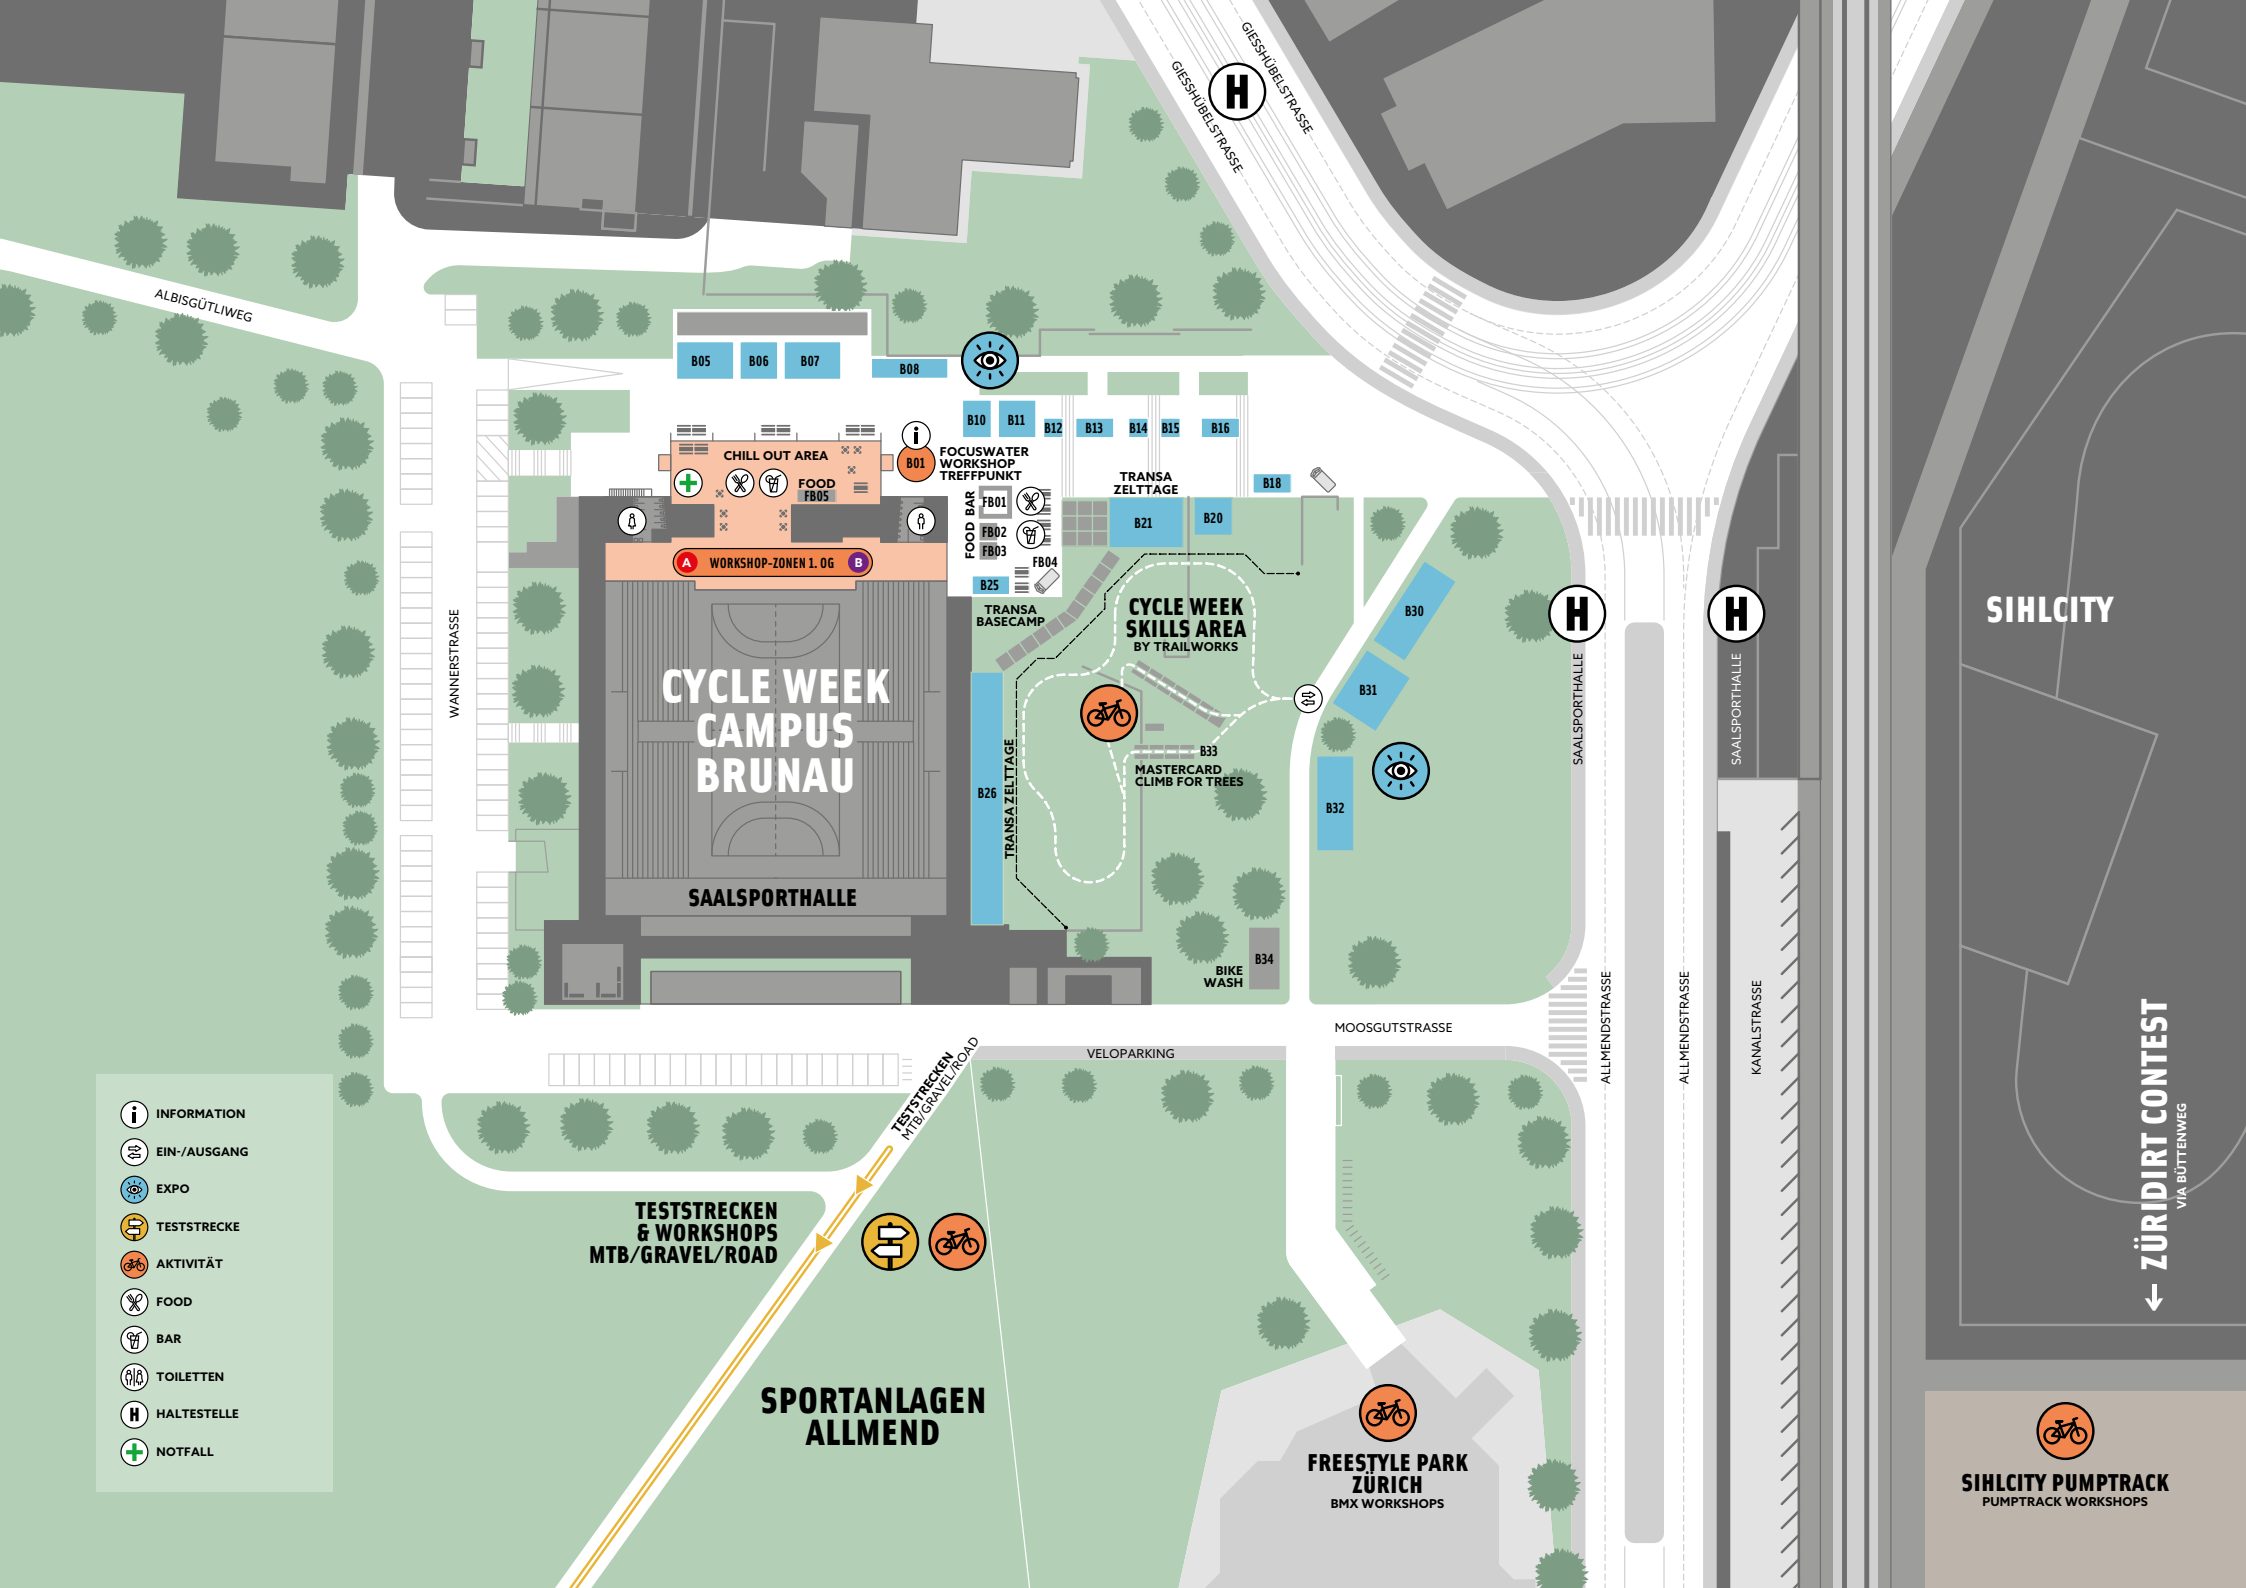 GIESSHÜBELSTRASSE
GIESSHÜBELSTRASSE
H
ALBISGÜTLIWEG
B05
B06
B07
B08
B10
B11
B12
B13
B14
B15
B16
CHILL OUT AREA
FOOD
FB05
i
B01
FOCUSWATER
WORKSHOP
TREFFPUNKT
TRANSA
ZELTTAGE
B18
B20
B21
FOOD BAR
FB01
FB02
FB03
FB04
B25
TRANSA
BASECAMP
A
WORKSHOP-ZONEN 1. OG
B
CYCLE WEEK
SKILLS AREA
BY TRAILWORKS
B30
B31
B32
B33
MASTERCARD
CLIMB FOR TREES
B26
TRANSA ZELTTAGE
CYCLE WEEK
CAMPUS
BRUNAU
SAALSPORTHALLE
WANNERSTRASSE
BIKE
WASH
B34
H
SAALSPORTHALLE
H
SAALSPORTHALLE
SIHLCITY
MOOSGUTSTRASSE
VELOPARKING
ALLMENDSTRASSE
ALLMENDSTRASSE
KANALSTRASSE
ZÜRIDIRT CONTEST
VIA BÜTTENWEG
TESTSTRECKEN
MTB/GRAVEL/ROAD
TESTSTRECKEN
& WORKSHOPS
MTB/GRAVEL/ROAD
SPORTANLAGEN
ALLMEND
FREESTYLE PARK
ZÜRICH
BMX WORKSHOPS
SIHLCITY PUMPTRACK
PUMPTRACK WORKSHOPS
i INFORMATION
EIN-/AUSGANG
EXPO
TESTSTRECKE
AKTIVITÄT
FOOD
BAR
TOILETTEN
H HALTESTELLE
NOTFALL